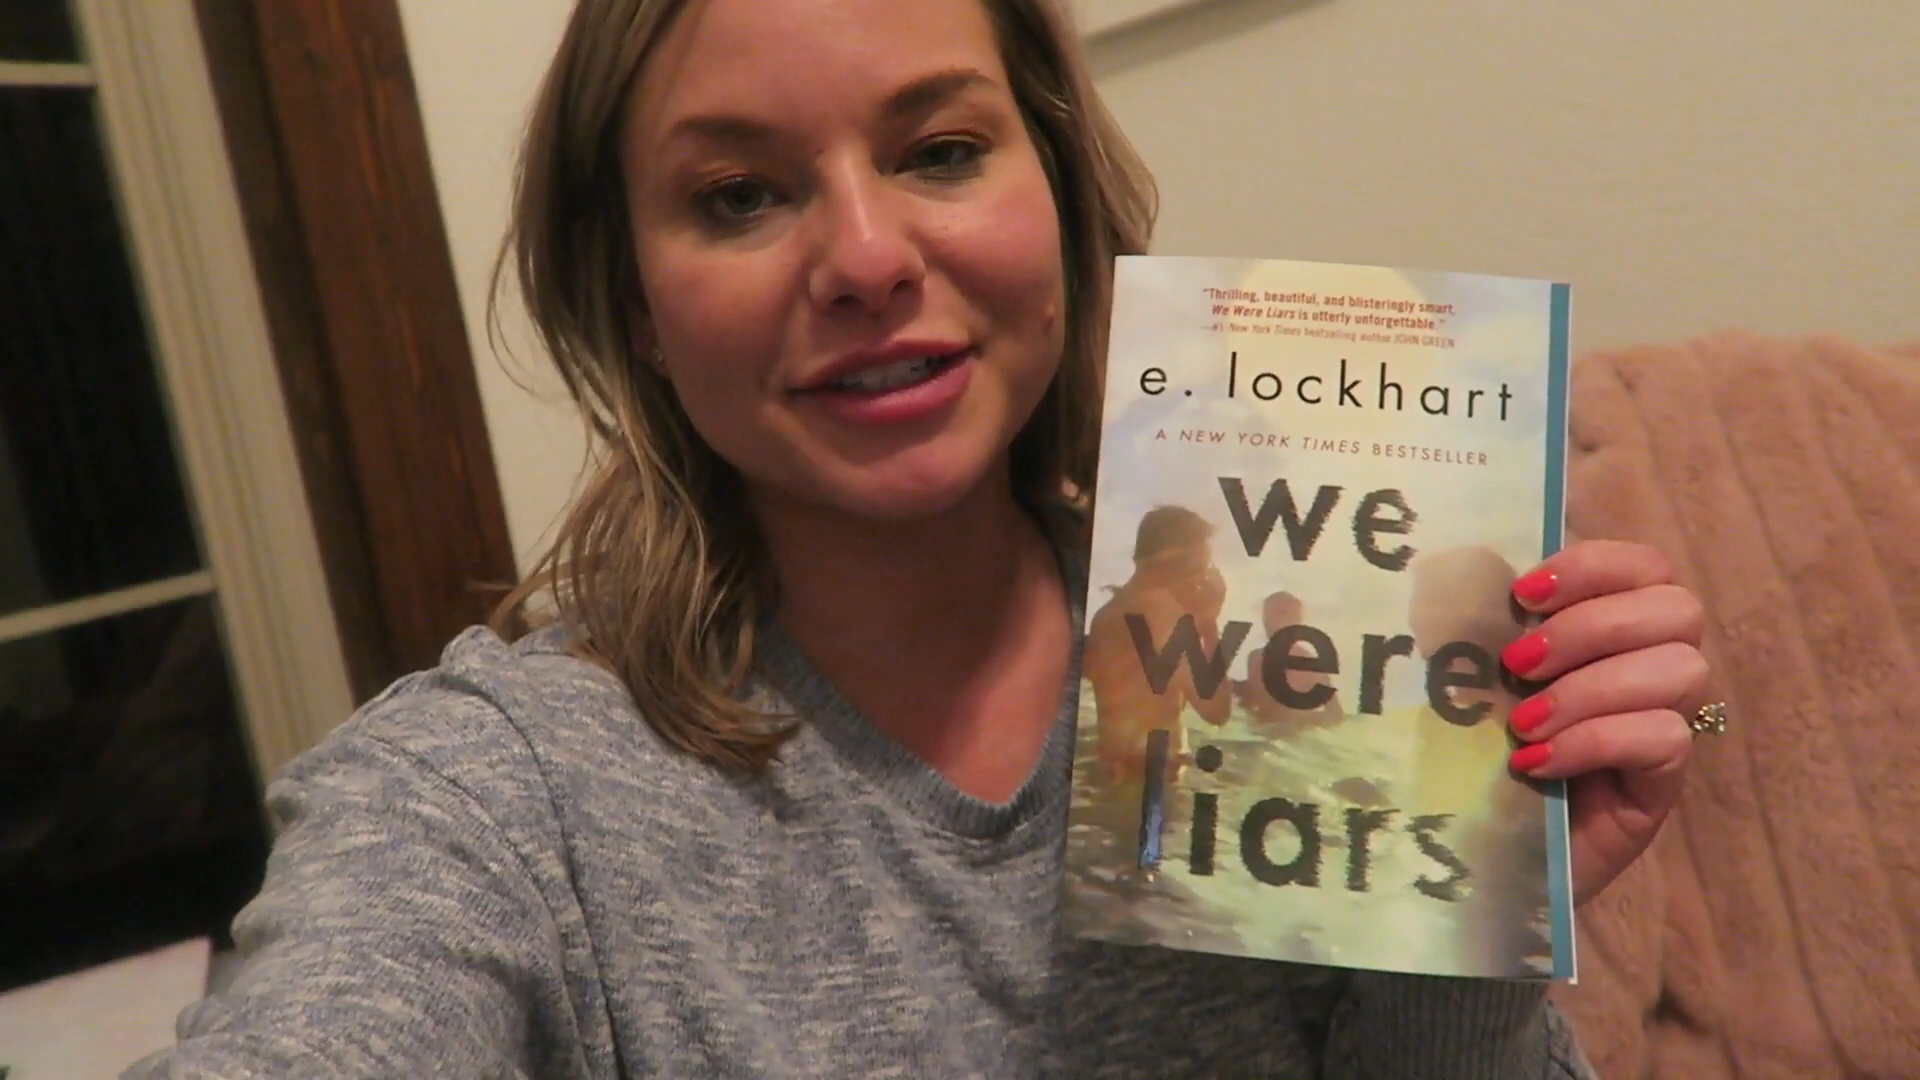 "Thrilling, beautiful, and blisteringly smart,
We Were Liars is utterly unforgettable."
—#1 New York Times bestselling author JOHN GREEN
e. lockhart
A NEW YORK TIMES BESTSELLER
we
were
liars